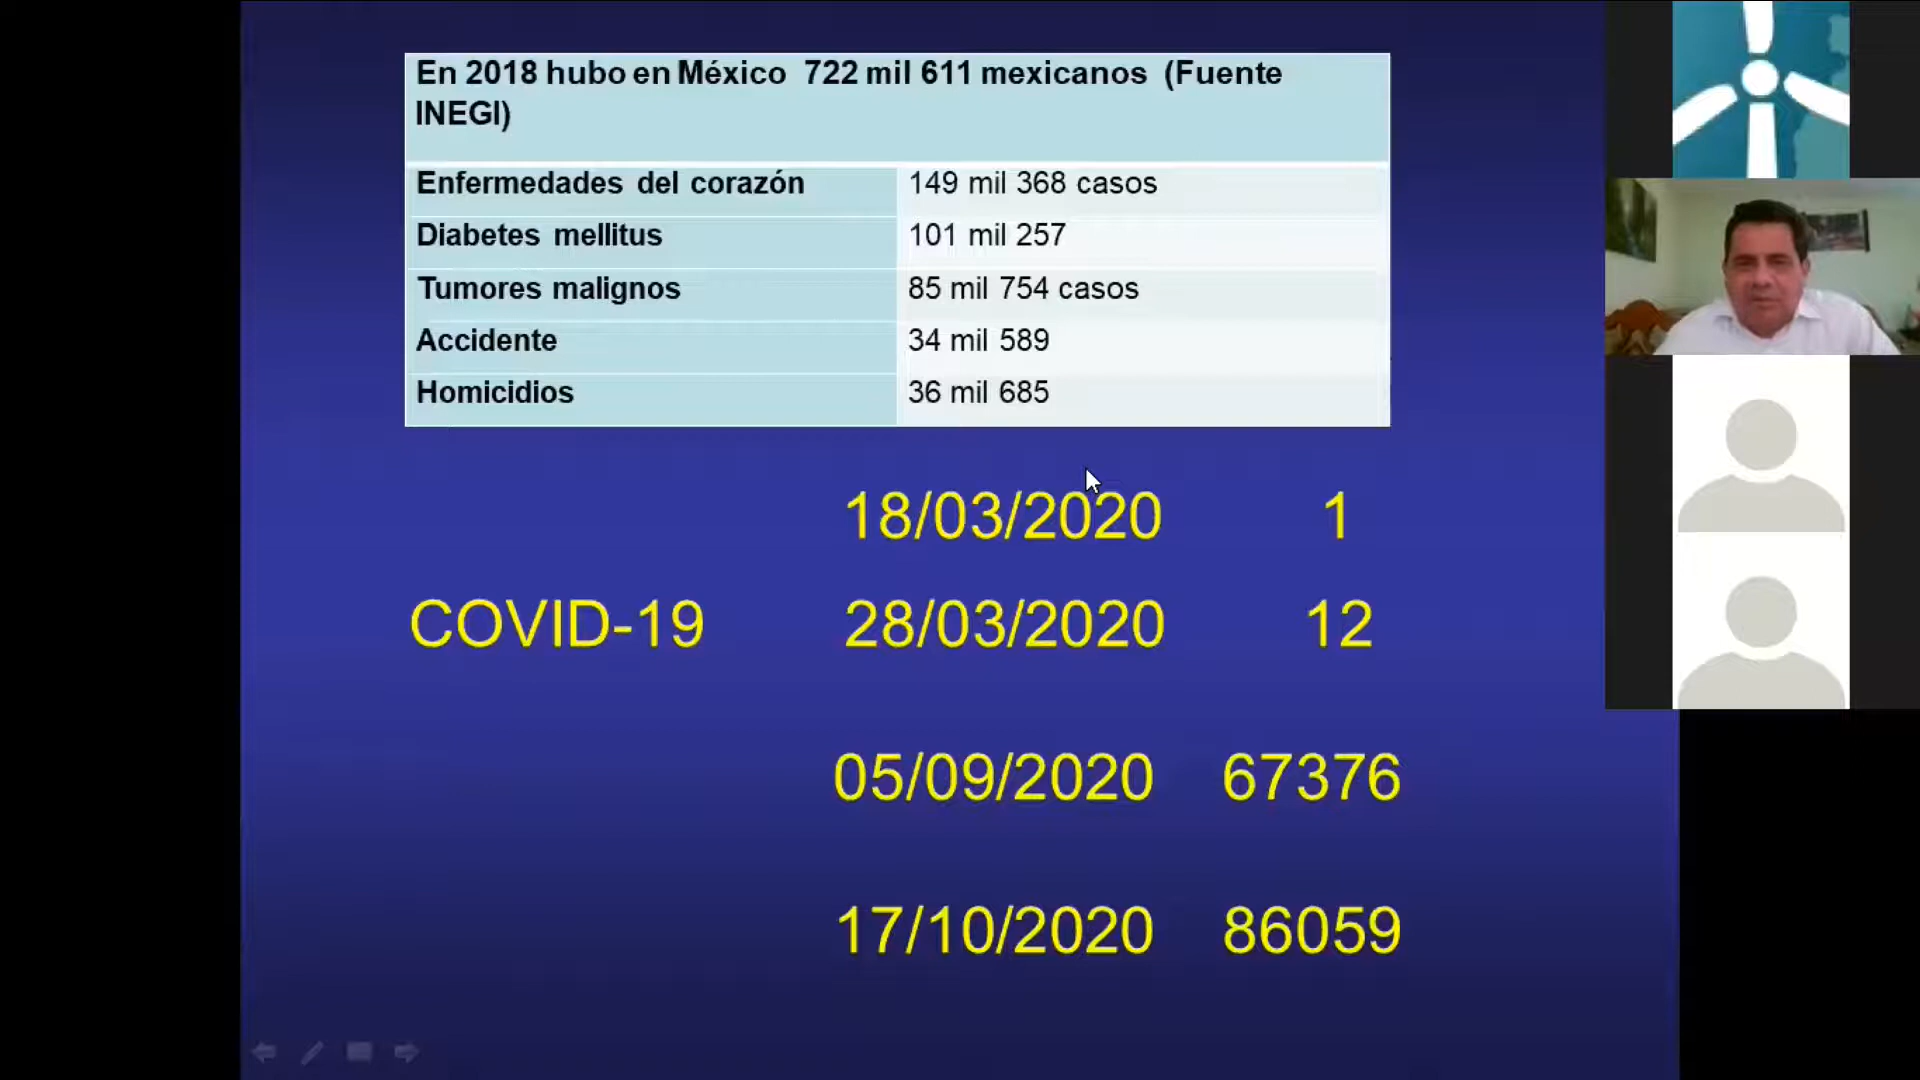 En 2018 hubo en México 722 mil 611 mexicanos (Fuente
INEGI)
Enfermedades del corazón 149 mil 368 casos
Diabetes mellitus 101 mil 257
Tumores malignos 85 mil 754 casos
Accidente 34 mil 589
Homicidios 36 mil 685
18/03/2020 1
COVID-19 28/03/2020 12
05/09/2020 67376
17/10/2020 86059